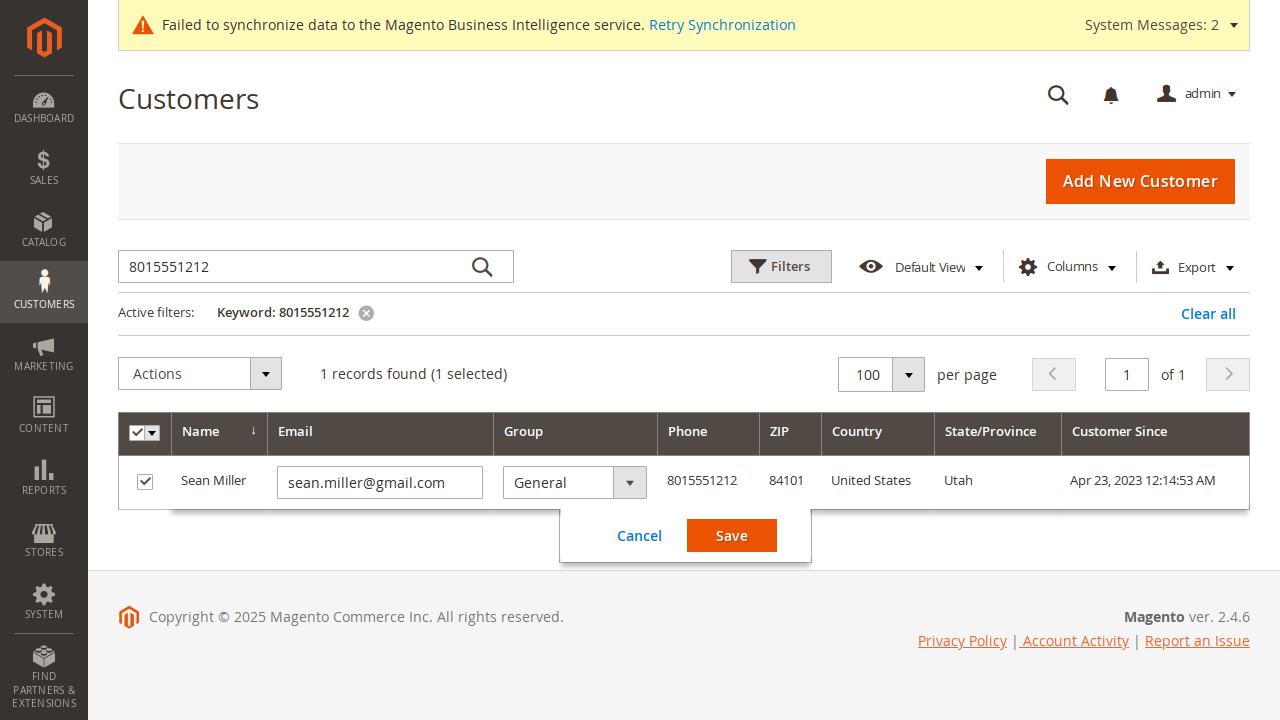 Failed to synchronize data to the Magento Business Intelligence service. Retry Synchronization
System Messages: 2
Customers
admin
Add New Customer
8015551212
Filters
Default View
Columns
Export
Active filters:
Keyword: 8015551212
Clear all
Actions
1 records found (1 selected)
100
per page
1
of 1
Name ↓ Email Group Phone ZIP Country State/Province Customer Since
Sean Miller sean.miller@gmail.com General 8015551212 84101 United States Utah Apr 23, 2023 12:14:53 AM
Cancel
Save
DASHBOARD
SALES
CATALOG
CUSTOMERS
MARKETING
CONTENT
REPORTS
STORES
SYSTEM
FIND
PARTNERS &
EXTENSIONS
Copyright © 2025 Magento Commerce Inc. All rights reserved.
Magento ver. 2.4.6
Privacy Policy | Account Activity | Report an Issue